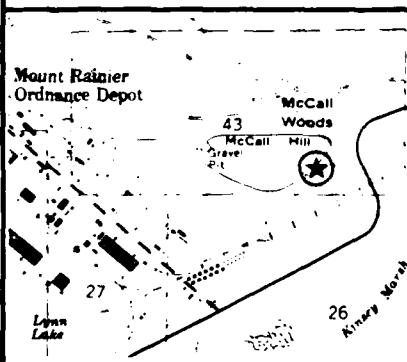 Mount Rainier
Ordnance Depot
McCall
Woods
43
McCall Hill
Gravel
Pit
27
Lynn
Lake
26
Kinsey Marsh